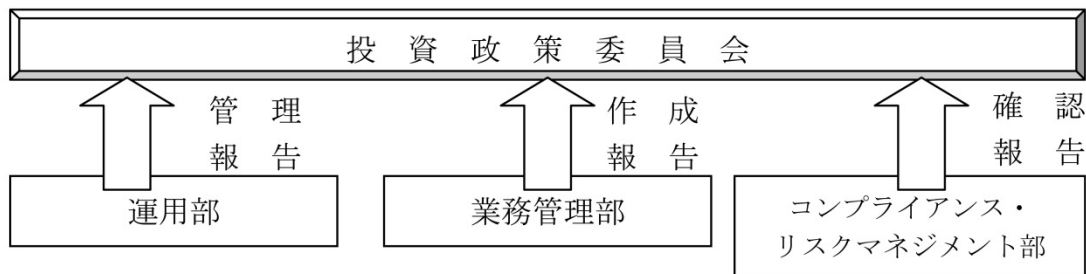 投資政策委員会
管理
報告
作成
報告
確認
報告
運用部
業務管理部
コンプライアンス・
リスクマネジメント部